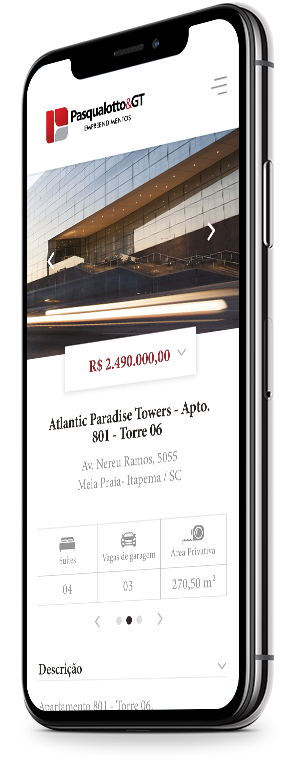 Pasqualotto&GT
EMPREENDIMENTOS
R$ 2.490.000,00
Atlantic Paradise Towers - Apto.
801 - Torre 06
Av. Nereu Ramos, 5055
Meia Praia- Itapema / SC
Suítes
Vagas de garagem
Área Privativa
04
03
270,50 m²
Descrição
Apartamento 801 - Torre 06,